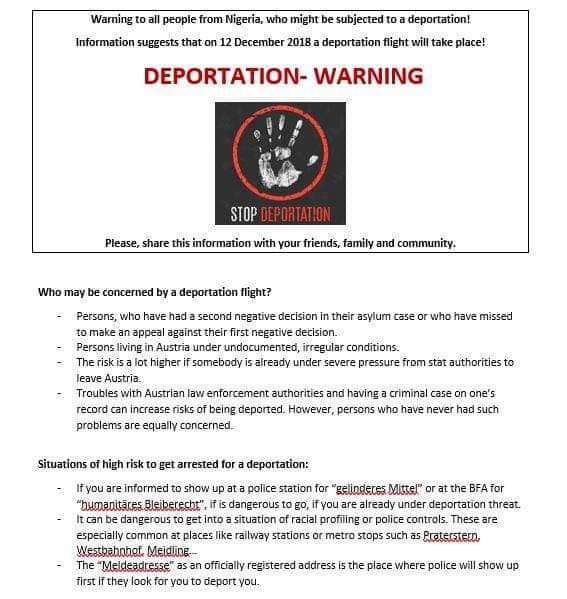 Warning to all people from Nigeria, who might be subjected to a deportation!
Information suggests that on 12 December 2018 a deportation flight will take place!
DEPORTATION- WARNING
STOP DEPORTATION
Please, share this information with your friends, family and community.
Who may be concerned by a deportation flight?
- Persons, who have had a second negative decision in their asylum case or who have missed
to make an appeal against their first negative decision.
- Persons living in Austria under undocumented, irregular conditions.
- The risk is a lot higher if somebody is already under severe pressure from stat authorities to
leave Austria.
- Troubles with Austrian law enforcement authorities and having a criminal case on one's
record can increase risks of being deported. However, persons who have never had such
problems are equally concerned.
Situations of high risk to get arrested for a deportation:
- If you are informed to show up at a police station for "gelinderes Mittel" or at the BFA for
"humanitäres Bleiberecht", if is dangerous to go, if you are already under deportation threat.
- It can be dangerous to get into a situation of racial profiling or police controls. These are
especially common at places like railway stations or metro stops such as Praterstern,
Westbahnhof, Meidling...
- The "Meldeadresse" as an officially registered address is the place where police will show up
first if they look for you to deport you.